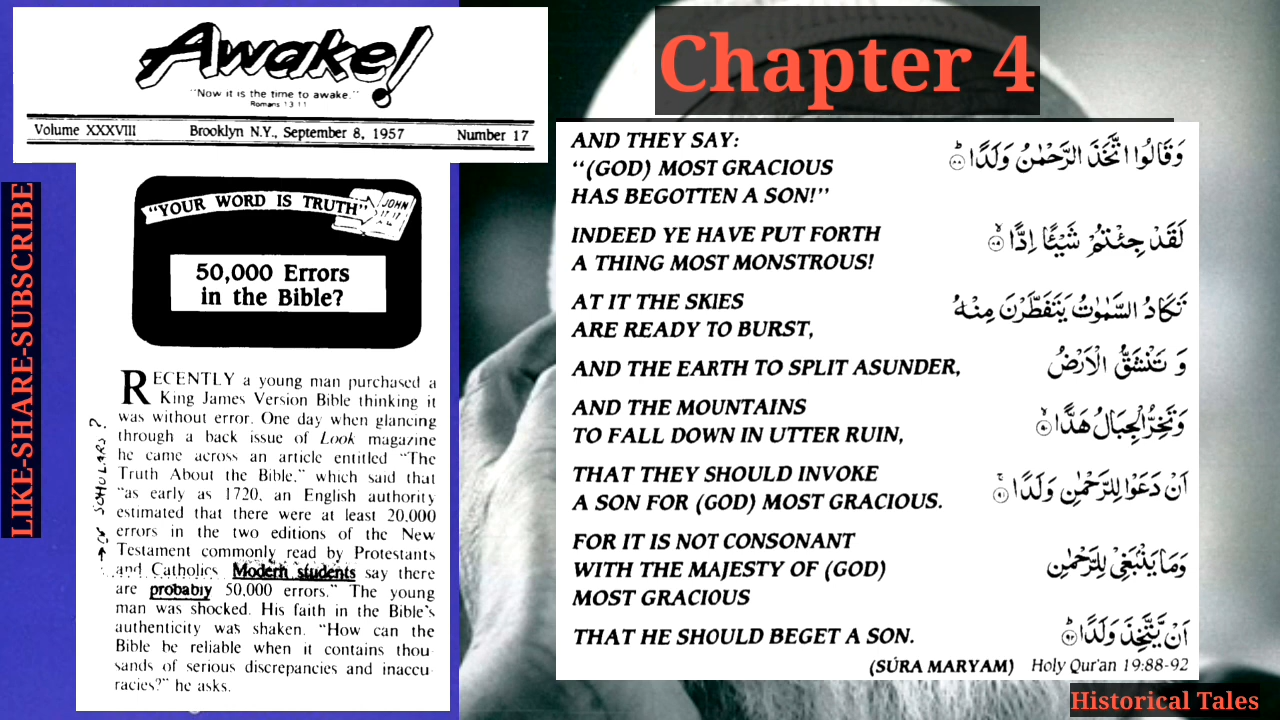 Awake!
"Now it is the time to awake."
Romans 13:11
Volume XXXVIII Brooklyn N.Y., September 8, 1957 Number 17
"YOUR WORD IS TRUTH"
JOHN
17:17
50,000 Errors
in the Bible?
RECENTLY a young man purchased a
King James Version Bible thinking it
was without error. One day when glancing
through a back issue of Look magazine
he came across an article entitled "The
Truth About the Bible," which said that
"as early as 1720, an English authority
estimated that there were at least 20,000
errors in the two editions of the New
Testament commonly read by Protestants
and Catholics. Modern students say there
are probably 50,000 errors." The young
man was shocked. His faith in the Bible's
authenticity was shaken. "How can the
Bible be reliable when it contains thou-
sands of serious discrepancies and inaccu-
racies?" he asks.
SCHOLARS?
LIKE-SHARE-SUBSCRIBE
Chapter 4
AND THEY SAY:
"(GOD) MOST GRACIOUS
HAS BEGOTTEN A SON!"
وَقَالُوا اتَّخَذَ الرَّحْمٰنُ وَلَدًا
INDEED YE HAVE PUT FORTH
A THING MOST MONSTROUS!
لَقَدْ جِئْتُمْ شَيْئًا اِدًّا
AT IT THE SKIES
ARE READY TO BURST,
تَكَادُ السَّمٰوٰتُ يَتَفَطَّرْنَ مِنْهُ
AND THE EARTH TO SPLIT ASUNDER,
وَ تَنْشَقُّ الْاَرْضُ
AND THE MOUNTAINS
TO FALL DOWN IN UTTER RUIN,
وَتَخِرُّ الْجِبَالُ هَدًّا
THAT THEY SHOULD INVOKE
A SON FOR (GOD) MOST GRACIOUS.
اَنْ دَعَوْا لِلرَّحْمٰنِ وَلَدًا
FOR IT IS NOT CONSONANT
WITH THE MAJESTY OF (GOD)
MOST GRACIOUS
وَمَا يَنْۢبَغِيْ لِلرَّحْمٰنِ
THAT HE SHOULD BEGET A SON.
اَنْ يَّتَّخِذَ وَلَدًا
(SÚRA MARYAM) Holy Qur'an 19:88-92
Historical Tales